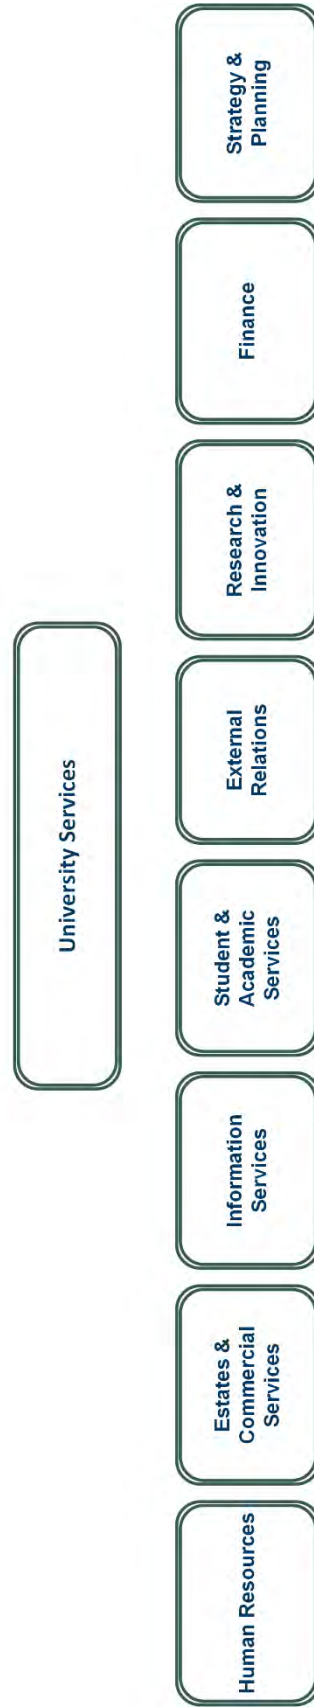 University Services
Human Resources
Estates &
Commercial
Services
Information
Services
Student &
Academic
Services
External
Relations
Research &
Innovation
Finance
Strategy &
Planning